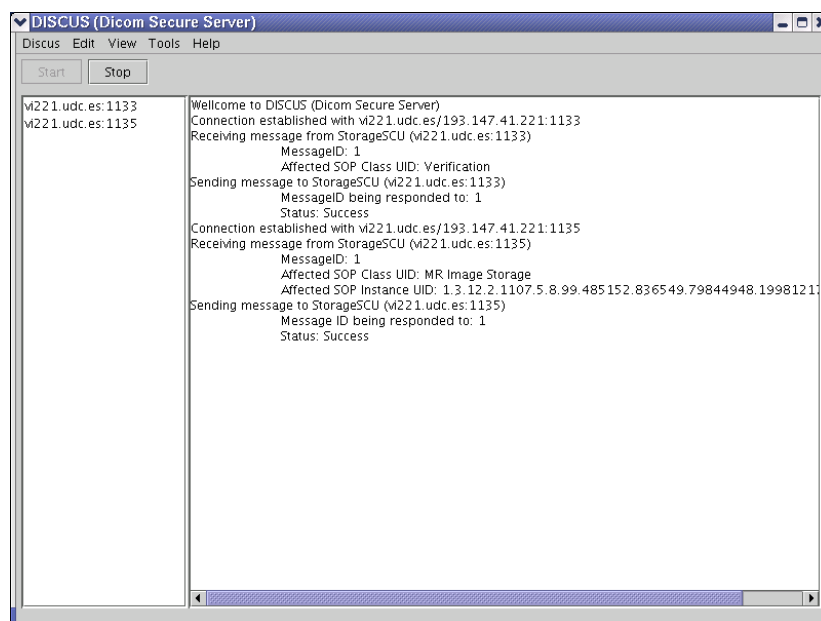 DISCUS (Dicom Secure Server)
Discus Edit View Tools Help
Start Stop
vi221.udc.es:1133
vi221.udc.es:1135
Wellcome to DISCUS (Dicom Secure Server)
Connection established with vi221.udc.es/193.147.41.221:1133
Receiving message from StorageSCU (vi221.udc.es:1133)
MessageID: 1
Affected SOP Class UID: Verification
Sending message to StorageSCU (vi221.udc.es:1133)
MessageID being responded to: 1
Status: Success
Connection established with vi221.udc.es/193.147.41.221:1135
Receiving message from StorageSCU (vi221.udc.es:1135)
MessageID: 1
Affected SOP Class UID: MR Image Storage
Affected SOP Instance UID: 1.3.12.2.1107.5.8.99.485152.836549.79844948.19981217
Sending message to StorageSCU (vi221.udc.es:1135)
Message ID being responded to: 1
Status: Success